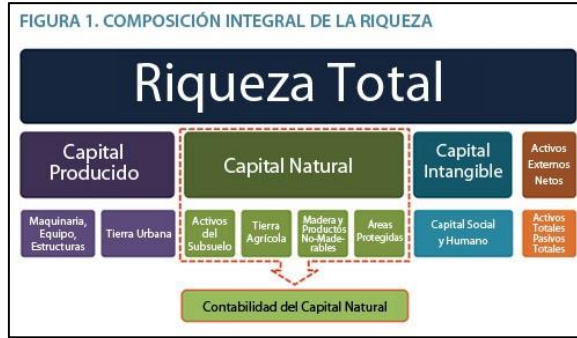 FIGURA 1. COMPOSICIÓN INTEGRAL DE LA RIQUEZA
Riqueza Total
Capital
Producido
Capital Natural
Capital
Intangible
Activos
Externos
Netos
Maquinaria,
Equipo,
Estructuras
Tierra Urbana
Activos
del
Subsuelo
Tierra
Agrícola
Madera y
Productos
No-Made-
rables
Áreas
Protegidas
Capital Social
y Humano
Activos
Totales
Pasivos
Totales
Contabilidad del Capital Natural